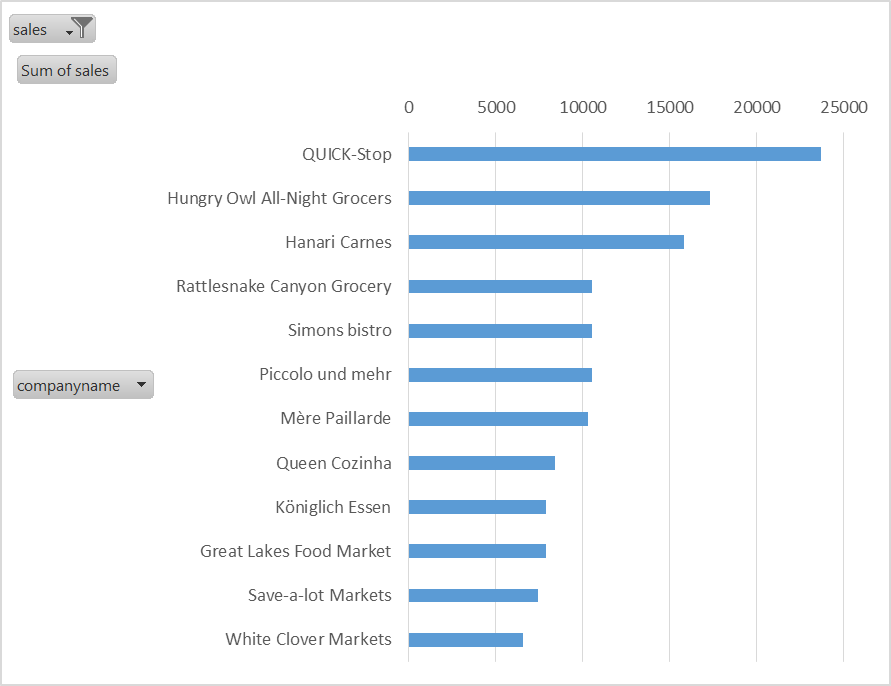 sales
Sum of sales
0 5000 10000 15000 20000 25000
QUICK-Stop
Hungry Owl All-Night Grocers
Hanari Carnes
Rattlesnake Canyon Grocery
Simons bistro
Piccolo und mehr
companyname
Mère Paillarde
Queen Cozinha
Königlich Essen
Great Lakes Food Market
Save-a-lot Markets
White Clover Markets